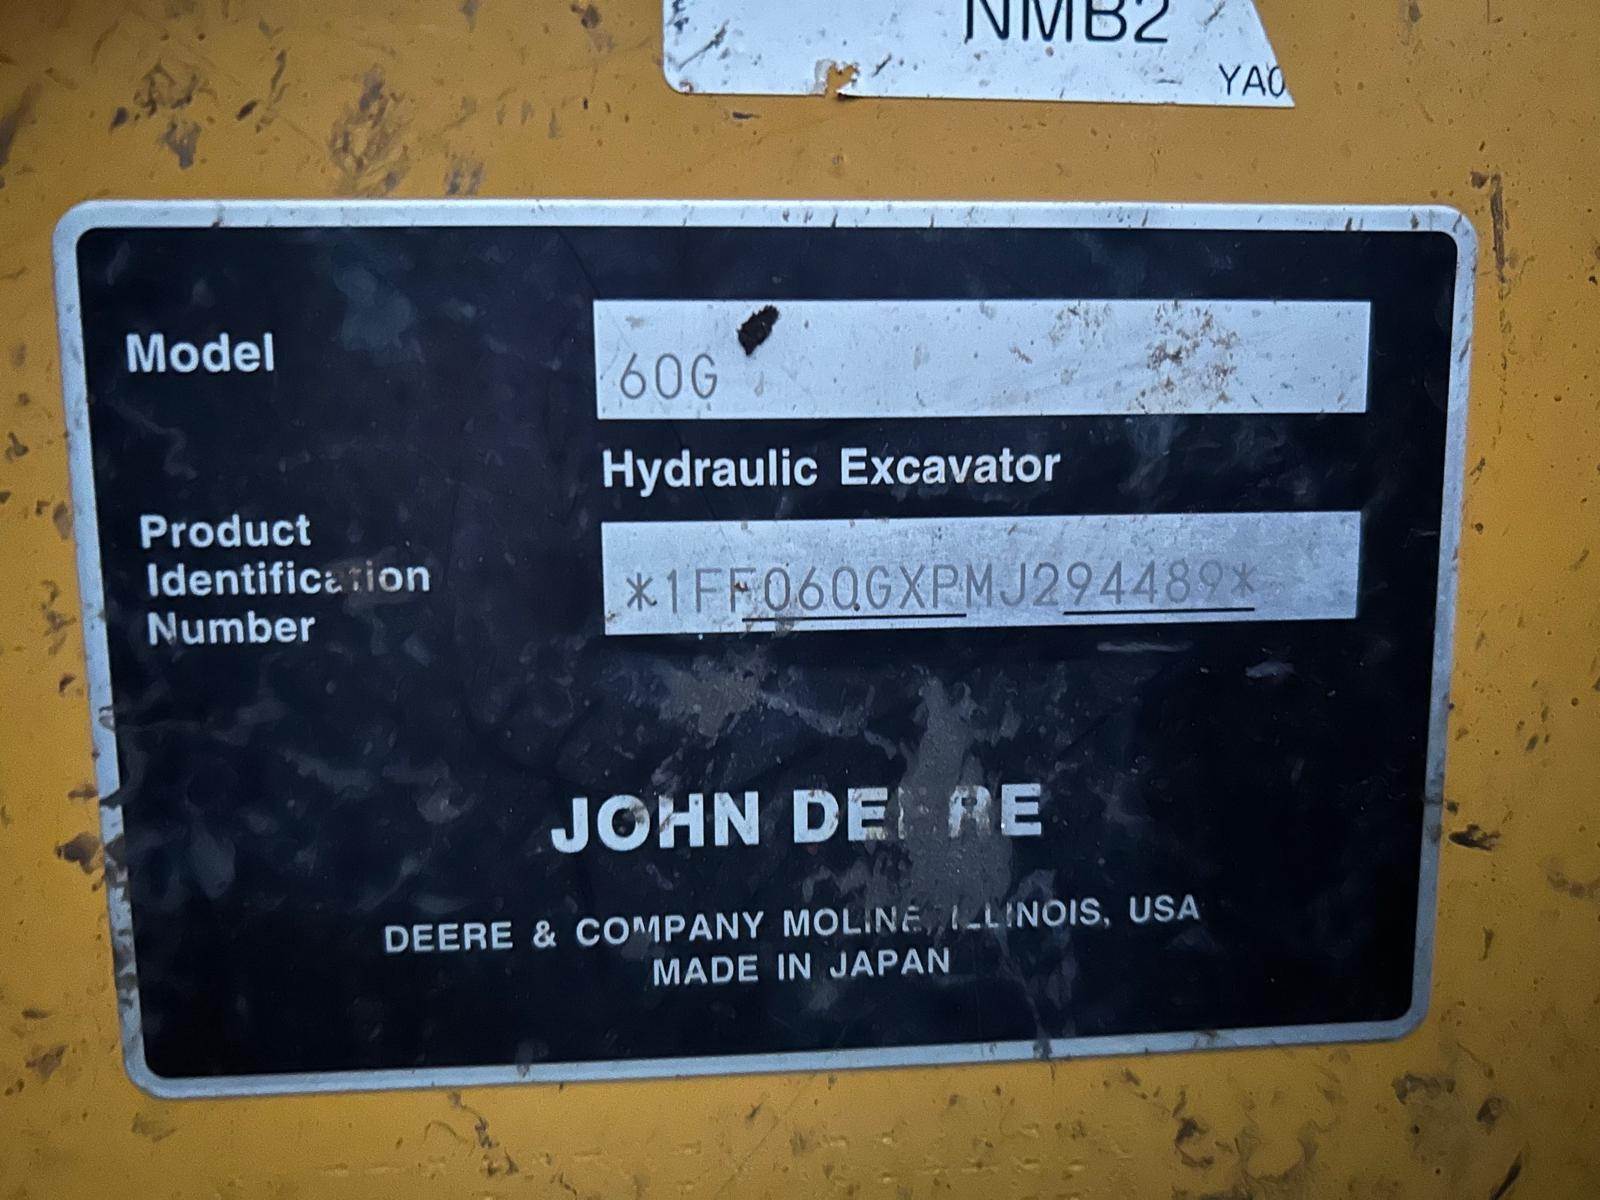 NMB2
YA0
Model
60G
Hydraulic Excavator
Product
Identification
Number
*1FF060GXPMJ294489*
JOHN DEERE
DEERE & COMPANY MOLINE, ILLINOIS, USA
MADE IN JAPAN